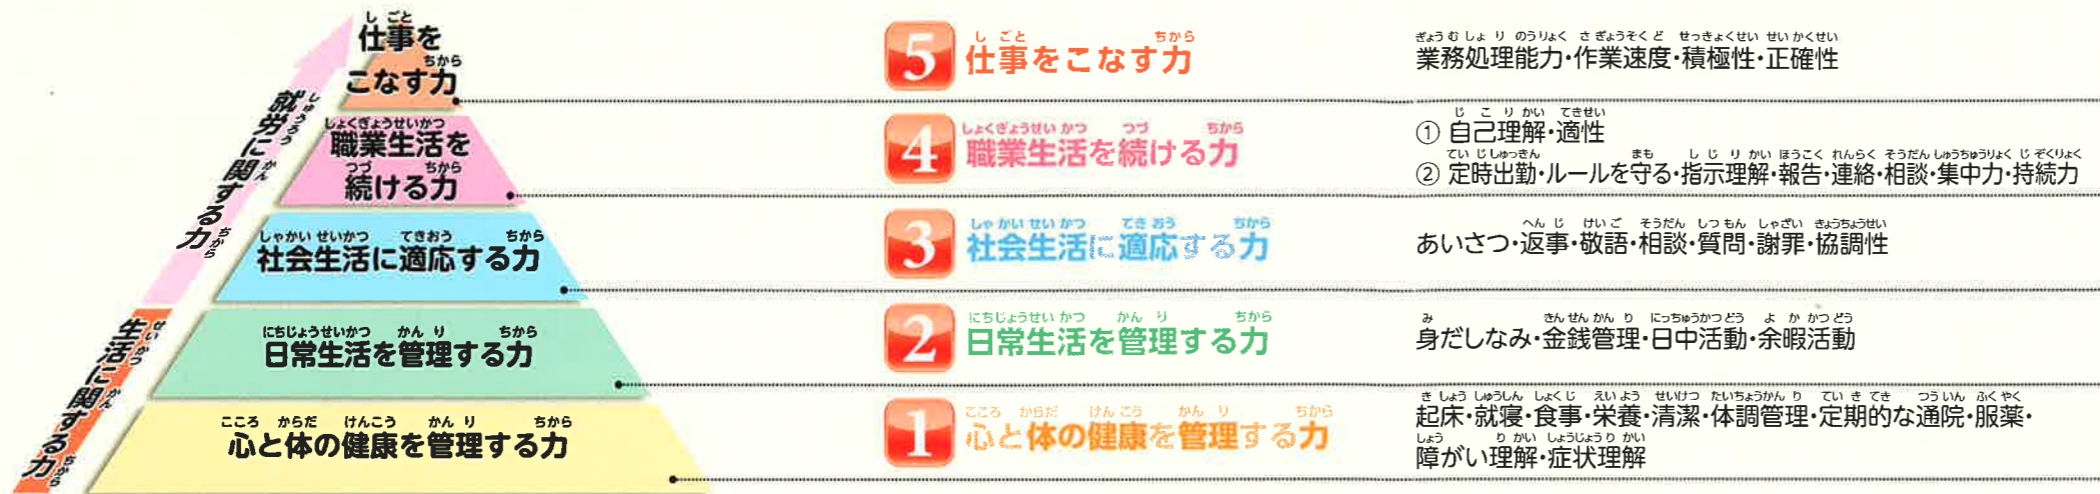 仕事を
こなす力
職業生活を
続ける力
社会生活に適応する力
日常生活を管理する力
心と体の健康を管理する力
就労に関する力
生活に関する力
5 仕事をこなす力
業務処理能力・作業速度・積極性・正確性
4 職業生活を続ける力
① 自己理解・適性
② 定時出勤・ルールを守る・指示理解・報告・連絡・相談・集中力・持続力
3 社会生活に適応する力
あいさつ・返事・敬語・相談・質問・謝罪・協調性
2 日常生活を管理する力
身だしなみ・金銭管理・日中活動・余暇活動
1 心と体の健康を管理する力
起床・就寝・食事・栄養・清潔・体調管理・定期的な通院・服薬・
障がい理解・症状理解